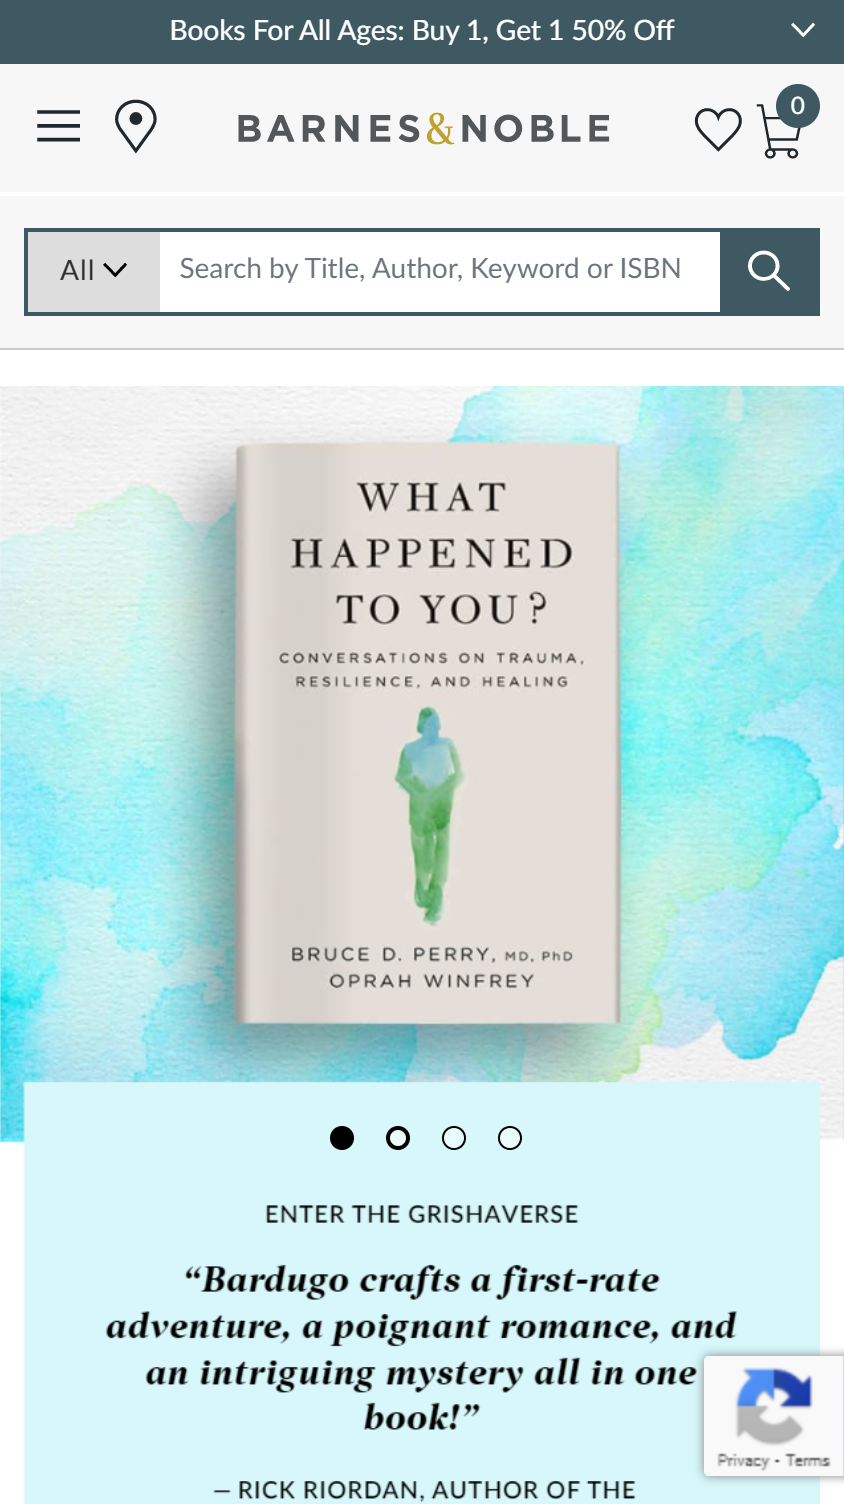 Books For All Ages: Buy 1, Get 1 50% Off
BARNES&NOBLE
0
All
Search by Title, Author, Keyword or ISBN
WHAT
HAPPENED
TO YOU?
CONVERSATIONS ON TRAUMA,
RESILIENCE, AND HEALING
BRUCE D. PERRY, MD, PhD
OPRAH WINFREY
ENTER THE GRISHAVERSE
“Bardugo crafts a first-rate
adventure, a poignant romance, and
an intriguing mystery all in one
book!”
Privacy - Terms
— RICK RIORDAN, AUTHOR OF THE